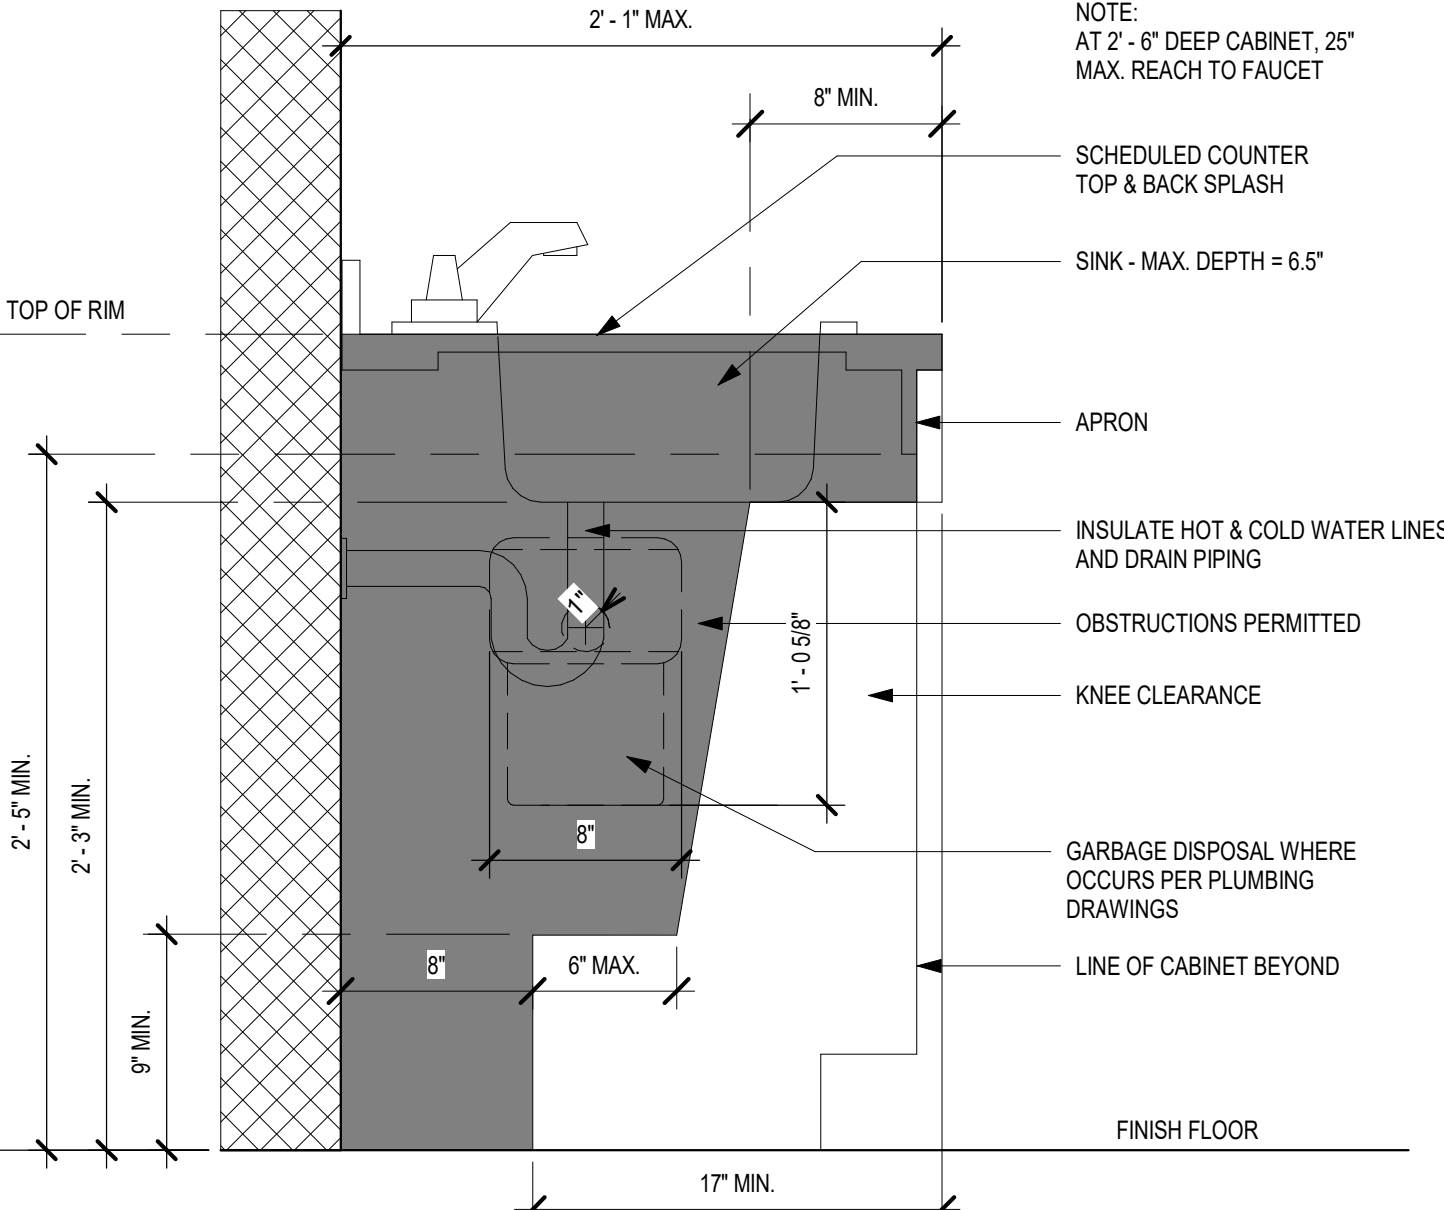 2' - 1" MAX.
NOTE:
AT 2' - 6" DEEP CABINET, 25"
MAX. REACH TO FAUCET
8" MIN.
SCHEDULED COUNTER
TOP & BACK SPLASH
SINK - MAX. DEPTH = 6.5"
TOP OF RIM
APRON
INSULATE HOT & COLD WATER LINES
AND DRAIN PIPING
1"
OBSTRUCTIONS PERMITTED
1' - 0 5/8"
KNEE CLEARANCE
2' - 5" MIN.
2' - 3" MIN.
8"
GARBAGE DISPOSAL WHERE
OCCURS PER PLUMBING
DRAWINGS
8"
6" MAX.
LINE OF CABINET BEYOND
9" MIN.
FINISH FLOOR
17" MIN.